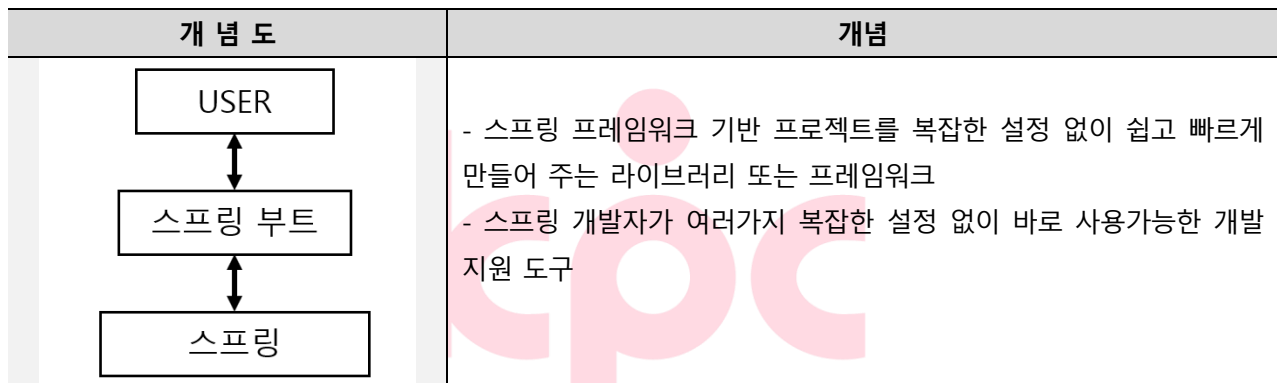 개 념 도
개념
USER
스프링 부트
스프링
- 스프링 프레임워크 기반 프로젝트를 복잡한 설정 없이 쉽고 빠르게
만들어 주는 라이브러리 또는 프레임워크
- 스프링 개발자가 여러가지 복잡한 설정 없이 바로 사용가능한 개발
지원 도구
kpc